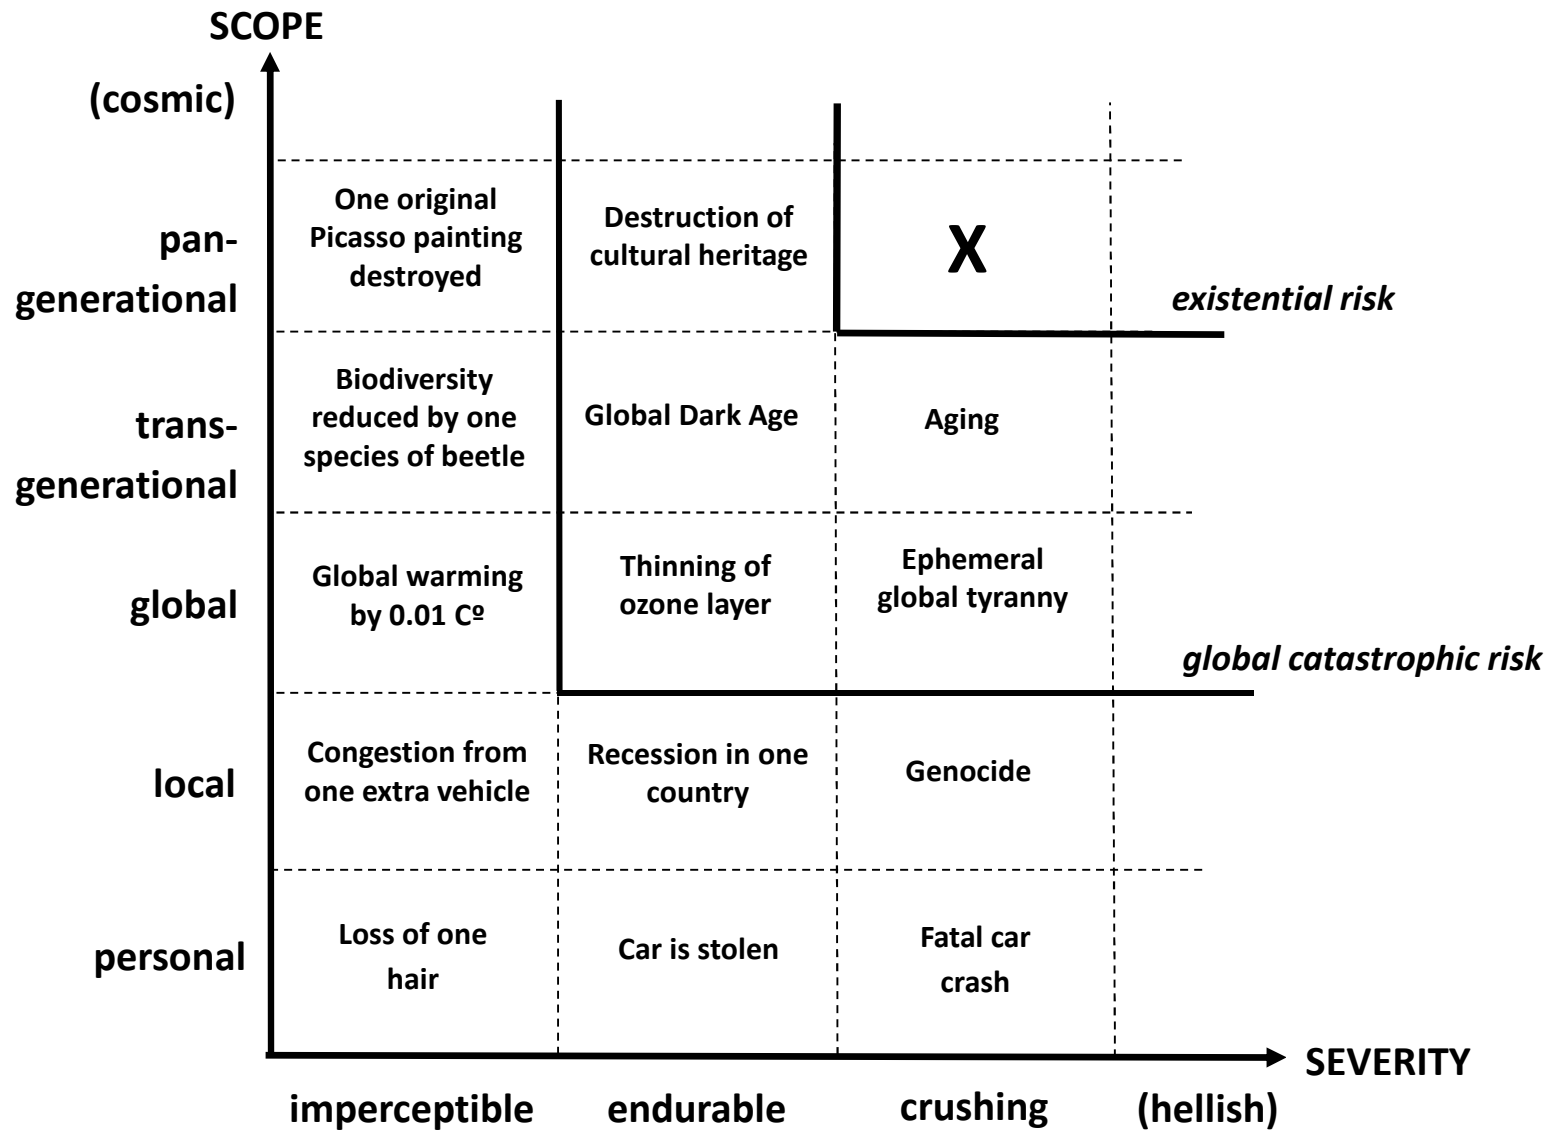 SCOPE
(cosmic)
One original
Picasso painting
destroyed
Destruction of
cultural heritage
X
pan-
generational
existential risk
Biodiversity
reduced by one
species of beetle
Global Dark Age
Aging
trans-
generational
Global warming
by 0.01 Cº
Thinning of
ozone layer
Ephemeral
global tyranny
global
global catastrophic risk
Congestion from
one extra vehicle
Recession in one
country
Genocide
local
Loss of one
hair
Car is stolen
Fatal car
crash
personal
SEVERITY
imperceptible
endurable
crushing
(hellish)